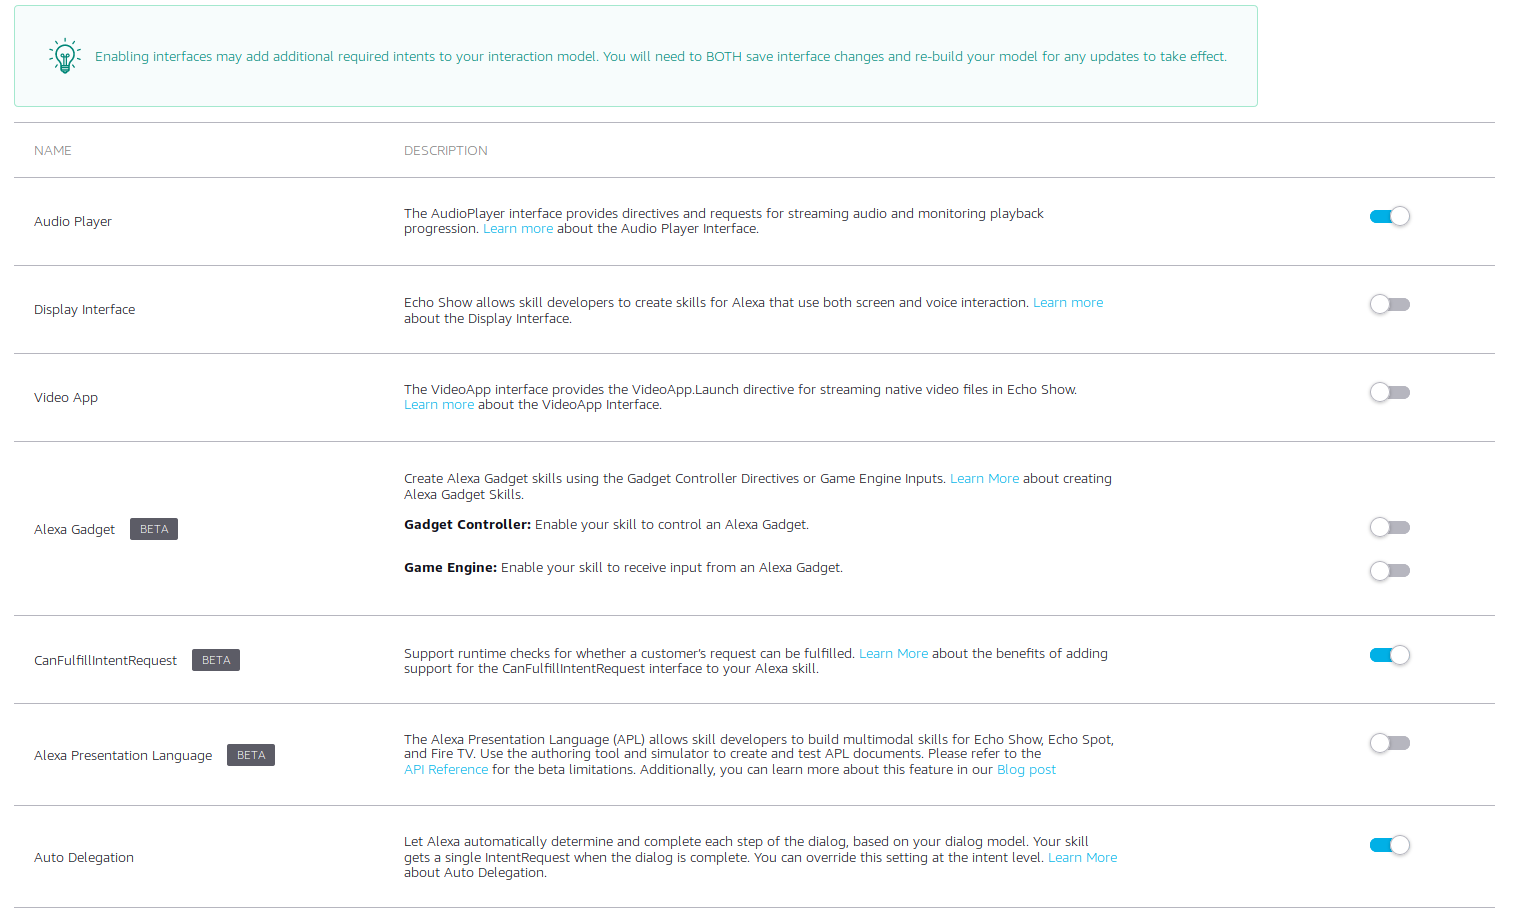 Enabling interfaces may add additional required intents to your interaction model. You will need to BOTH save interface changes and re-build your model for any updates to take effect.
NAME DESCRIPTION
Audio Player
The AudioPlayer interface provides directives and requests for streaming audio and monitoring playback
progression. Learn more about the Audio Player Interface.
Display Interface
Echo Show allows skill developers to create skills for Alexa that use both screen and voice interaction. Learn more
about the Display Interface.
Video App
The VideoApp interface provides the VideoApp.Launch directive for streaming native video files in Echo Show.
Learn more about the VideoApp Interface.
Alexa Gadget BETA
Create Alexa Gadget skills using the Gadget Controller Directives or Game Engine Inputs. Learn More about creating
Alexa Gadget Skills.
Gadget Controller: Enable your skill to control an Alexa Gadget.
Game Engine: Enable your skill to receive input from an Alexa Gadget.
CanFulfillIntentRequest BETA
Support runtime checks for whether a customer's request can be fulfilled. Learn More about the benefits of adding
support for the CanFulfillIntentRequest interface to your Alexa skill.
Alexa Presentation Language BETA
The Alexa Presentation Language (APL) allows skill developers to build multimodal skills for Echo Show, Echo Spot,
and Fire TV. Use the authoring tool and simulator to create and test APL documents. Please refer to the
API Reference for the beta limitations. Additionally, you can learn more about this feature in our Blog post
Auto Delegation
Let Alexa automatically determine and complete each step of the dialog, based on your dialog model. Your skill
gets a single IntentRequest when the dialog is complete. You can override this setting at the intent level. Learn More
about Auto Delegation.